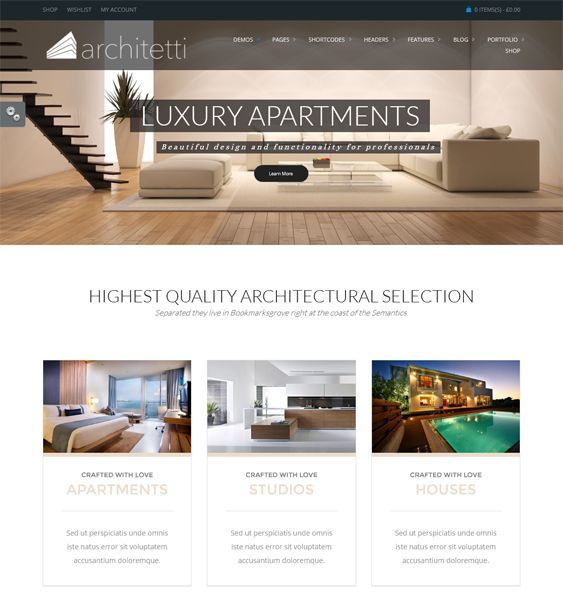 SHOP WISHLIST MY ACCOUNT 0 ITEMS(S) - £0.00
architetti
DEMOS PAGES SHORTCODES HEADERS FEATURES BLOG PORTFOLIO
SHOP
LUXURY APARTMENTS
Beautiful design and functionality for professionals
Learn More
HIGHEST QUALITY ARCHITECTURAL SELECTION
Separated they live in Bookmarksgrove right at the coast of the Semantics.
CRAFTED WITH LOVE
APARTMENTS
Sed ut perspiciatis unde omnis
iste natus error sit voluptatem
accusantium doloremque.
CRAFTED WITH LOVE
STUDIOS
Sed ut perspiciatis unde omnis
iste natus error sit voluptatem
accusantium doloremque.
CRAFTED WITH LOVE
HOUSES
Sed ut perspiciatis unde omnis
iste natus error sit voluptatem
accusantium doloremque.